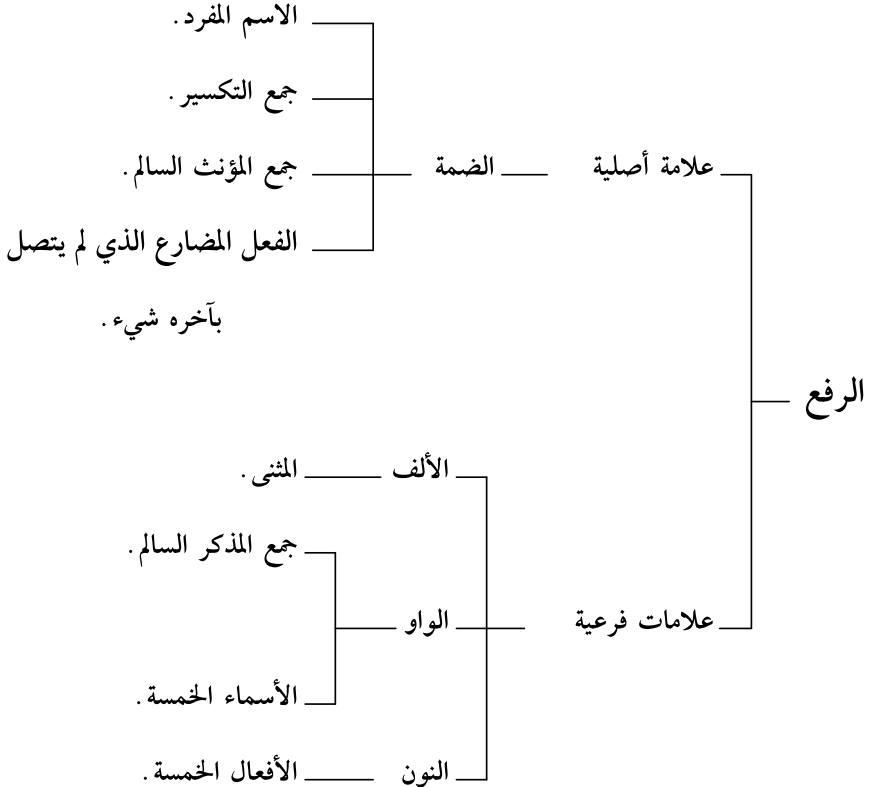 الاسم المفرد.
جمع التكسير.
علامة أصلية الضمة جمع المؤنث السالم.
الفعل المضارع الذي لم يتصل
بآخره شيء.
الرفع
الألف المثنى.
جمع المذكر السالم.
علامات فرعية الواو
الأسماء الخمسة.
النون الأفعال الخمسة.